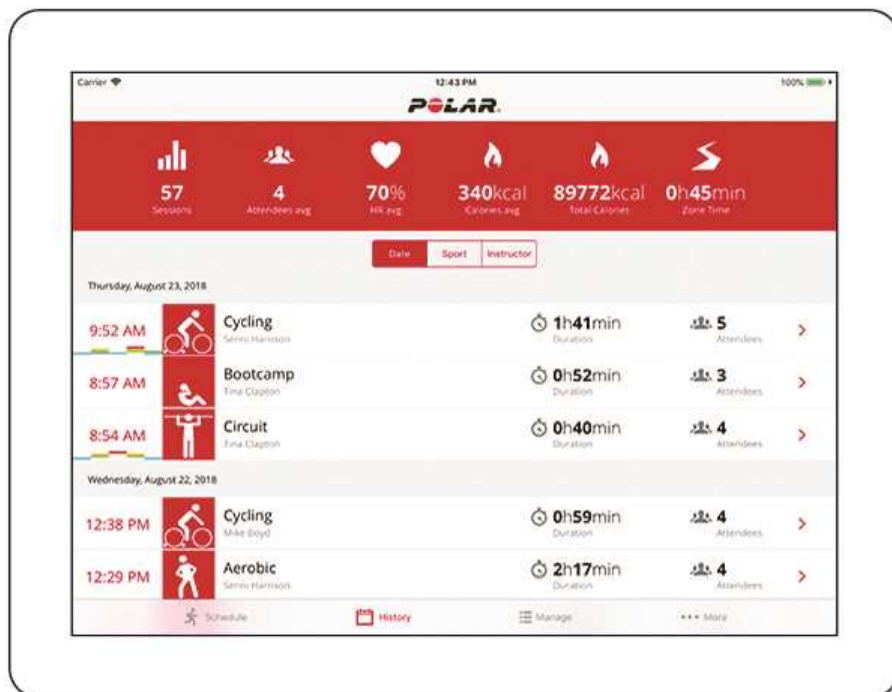 Carrier 12:43 PM 100%
POLAR.
57 4 70% 340kcal 89772kcal 0h45min
Sessions Attendees avg HR avg Calories avg Total Calories Zone Time
Date Sport Instructor
Thursday, August 23, 2018
9:52 AM Cycling 1h41min 5
Senni Harrison Duration Attendees
8:57 AM Bootcamp 0h52min 3
Tina Clapton Duration Attendees
8:54 AM Circuit 0h40min 4
Tina Clapton Duration Attendees
Wednesday, August 22, 2018
12:38 PM Cycling 0h59min 4
Mike Boyd Duration Attendees
12:29 PM Aerobic 2h17min 4
Senni Harrison Duration Attendees
Schedule History Manage More